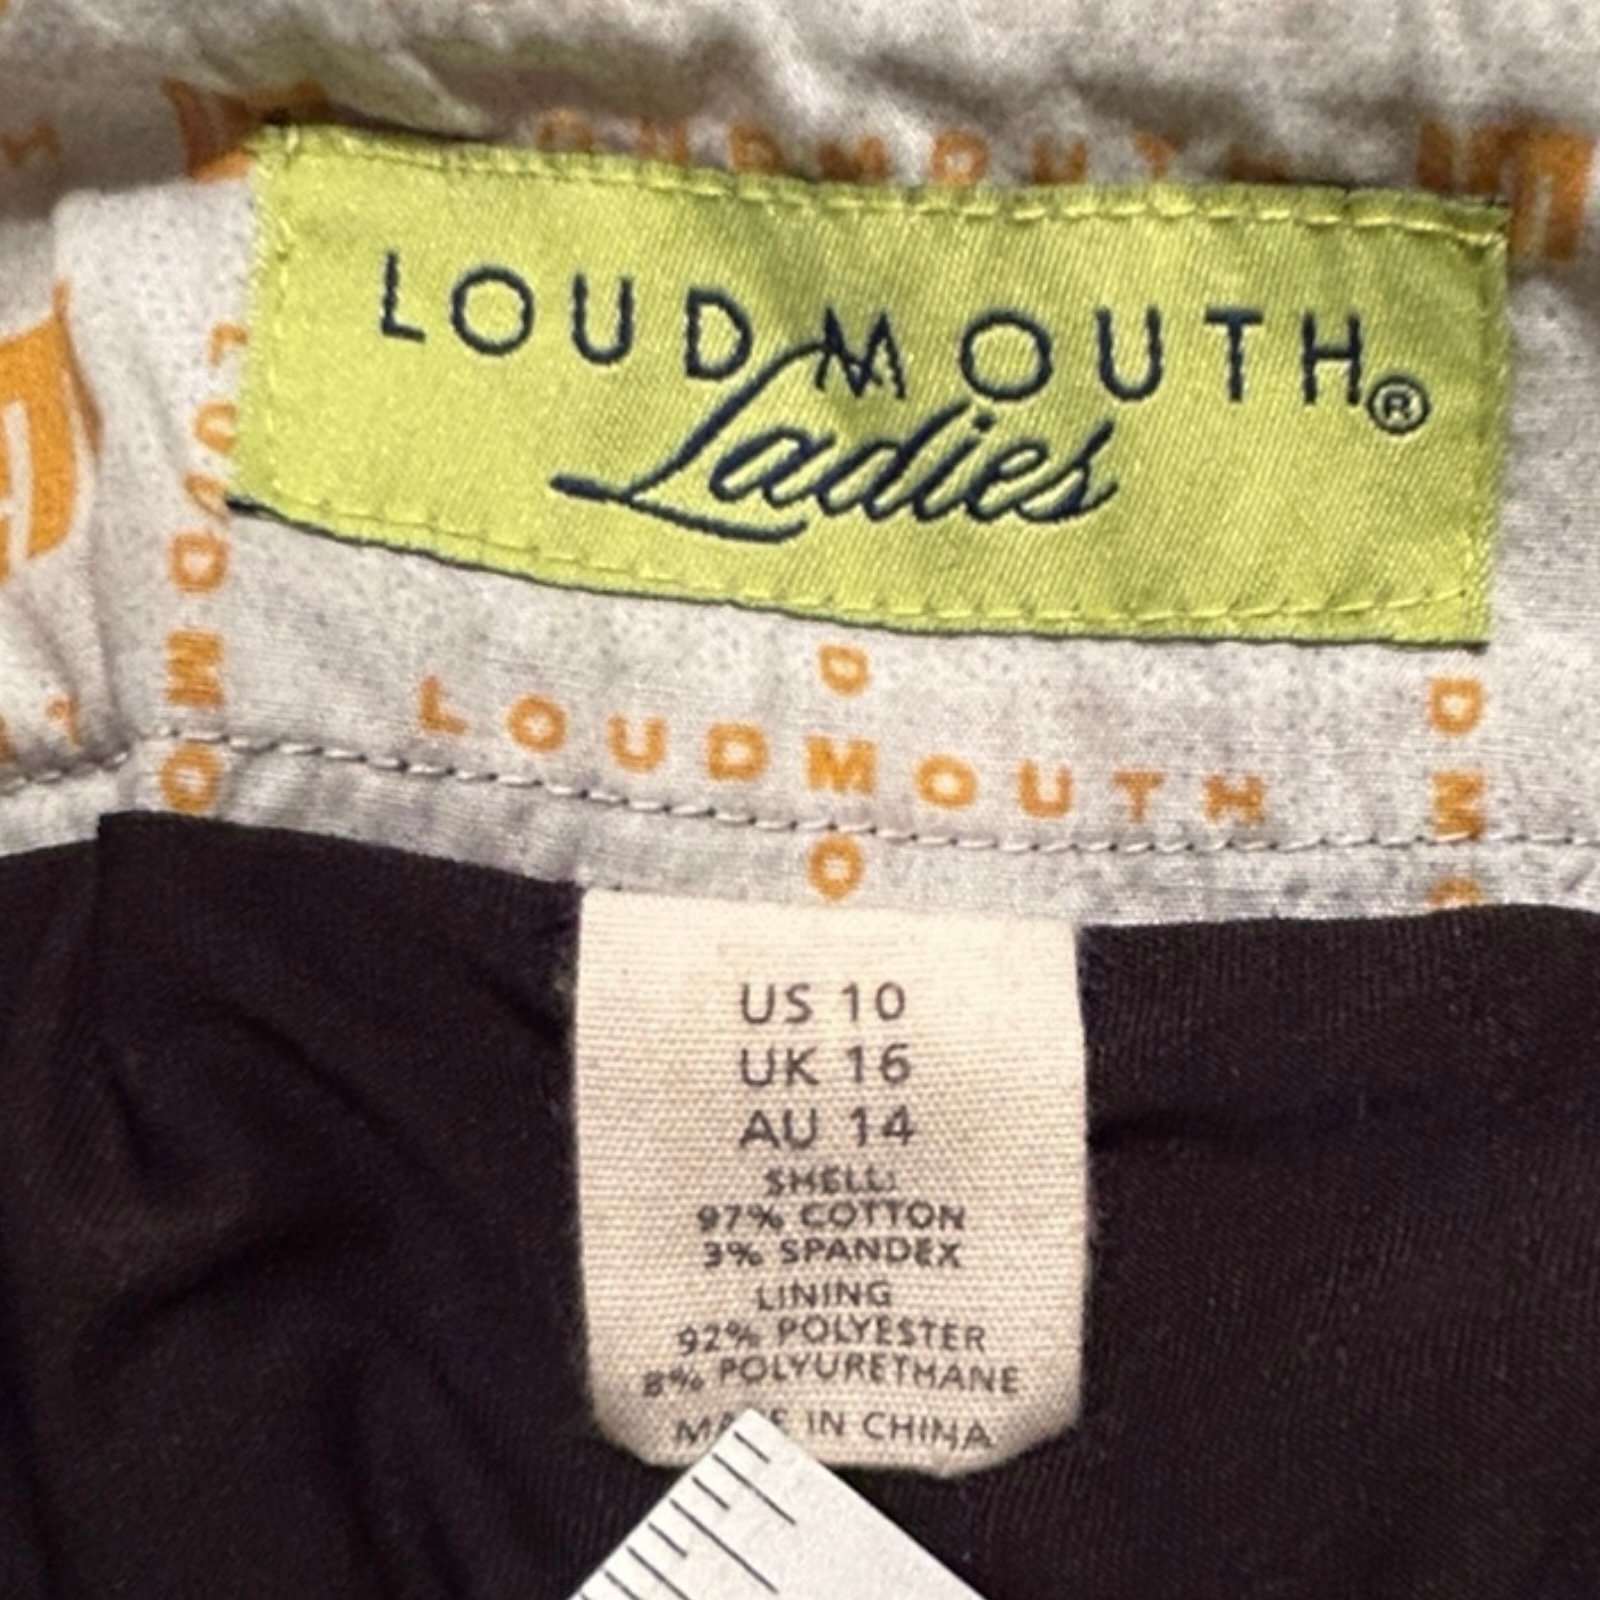 LOUDMOUTH
LOUDMOUTH®
Ladies
LOUDMOUTH
US 10
UK 16
AU 14
SHELL:
97% COTTON
3% SPANDEX
LINING
92% POLYESTER
8% POLYURETHANE
IN CHINA